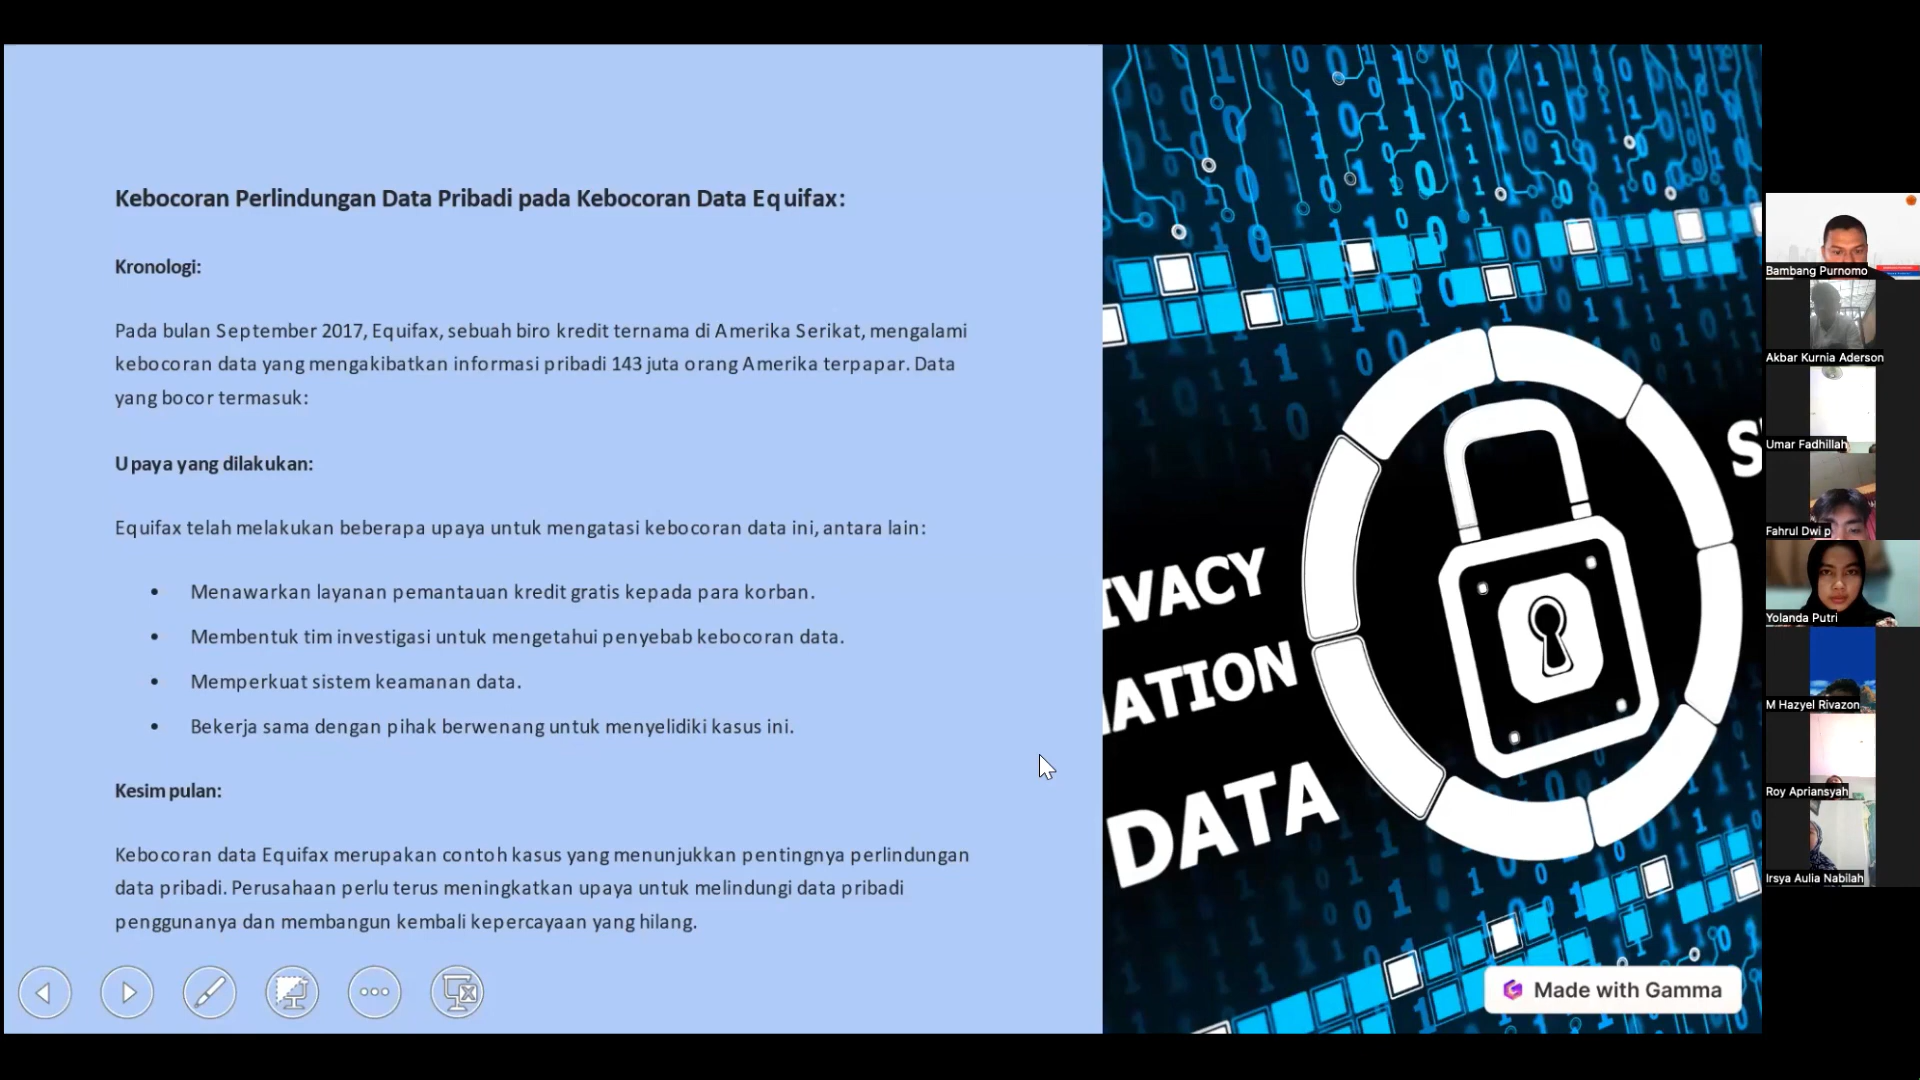 Kebocoran Perlindungan Data Pribadi pada Kebocoran Data Equifax:
Kronologi:
Pada bulan September 2017, Equifax, sebuah biro kredit ternama di Amerika Serikat, mengalami
kebocoran data yang mengakibatkan informasi pribadi 143 juta orang Amerika terpapar. Data
yang bocor termasuk:
Upaya yang dilakukan:
Equifax telah melakukan beberapa upaya untuk mengatasi kebocoran data ini, antara lain:
• Menawarkan layanan pemantauan kredit gratis kepada para korban.
• Membentuk tim investigasi untuk mengetahui penyebab kebocoran data.
• Memperkuat sistem keamanan data.
• Bekerja sama dengan pihak berwenang untuk menyelidiki kasus ini.
Kesimpulan:
Kebocoran data Equifax merupakan contoh kasus yang menunjukkan pentingnya perlindungan
data pribadi. Perusahaan perlu terus meningkatkan upaya untuk melindungi data pribadi
penggunanya dan membangun kembali kepercayaan yang hilang.
IVACY
MATION
DATA
S
Made with Gamma
Bambang Purnomo
Akbar Kurnia Aderson
Umar Fadhillah
Fahrul Dwi p
Yolanda Putri
M Hazyel Rivazon
Roy Apriansyah
Irsya Aulia Nabilah